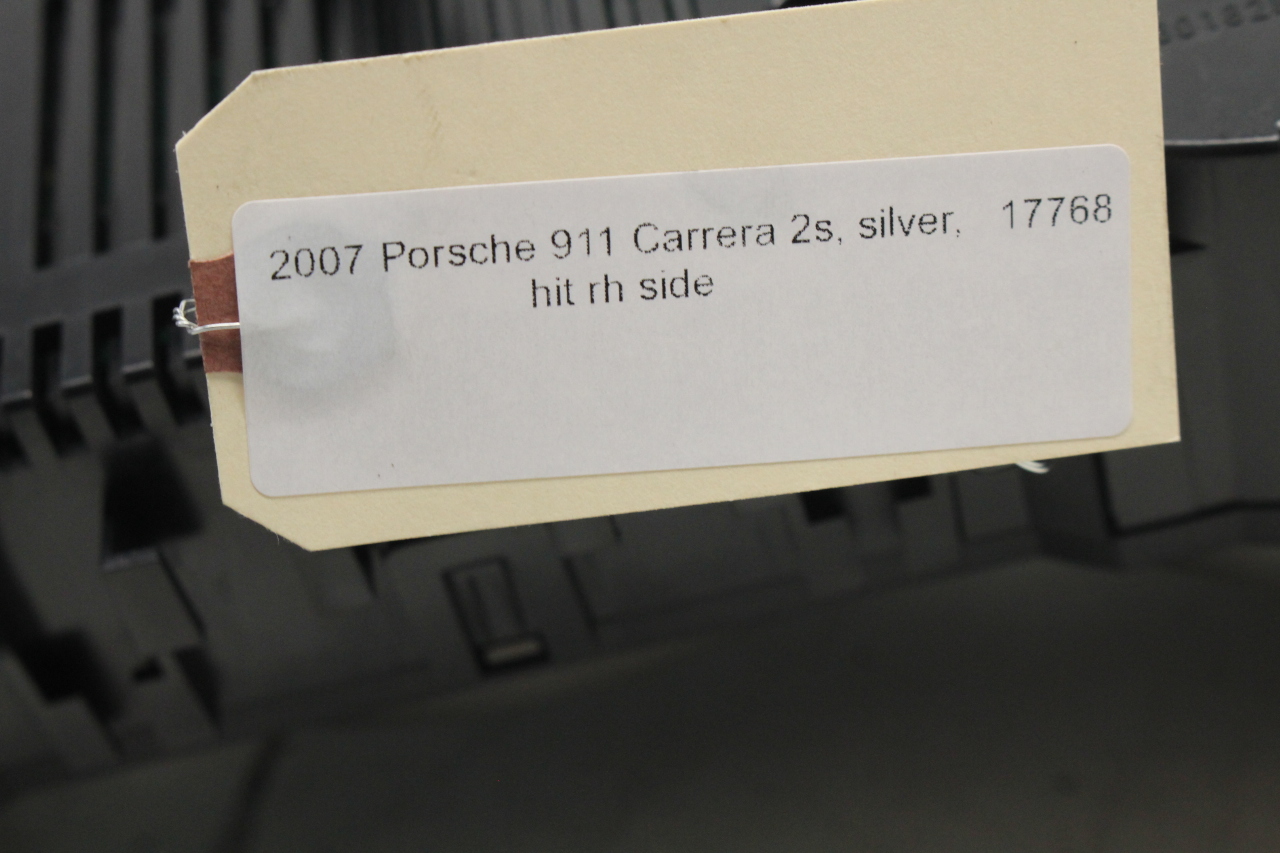 2007 Porsche 911 Carrera 2s, silver, 17768
hit rh side